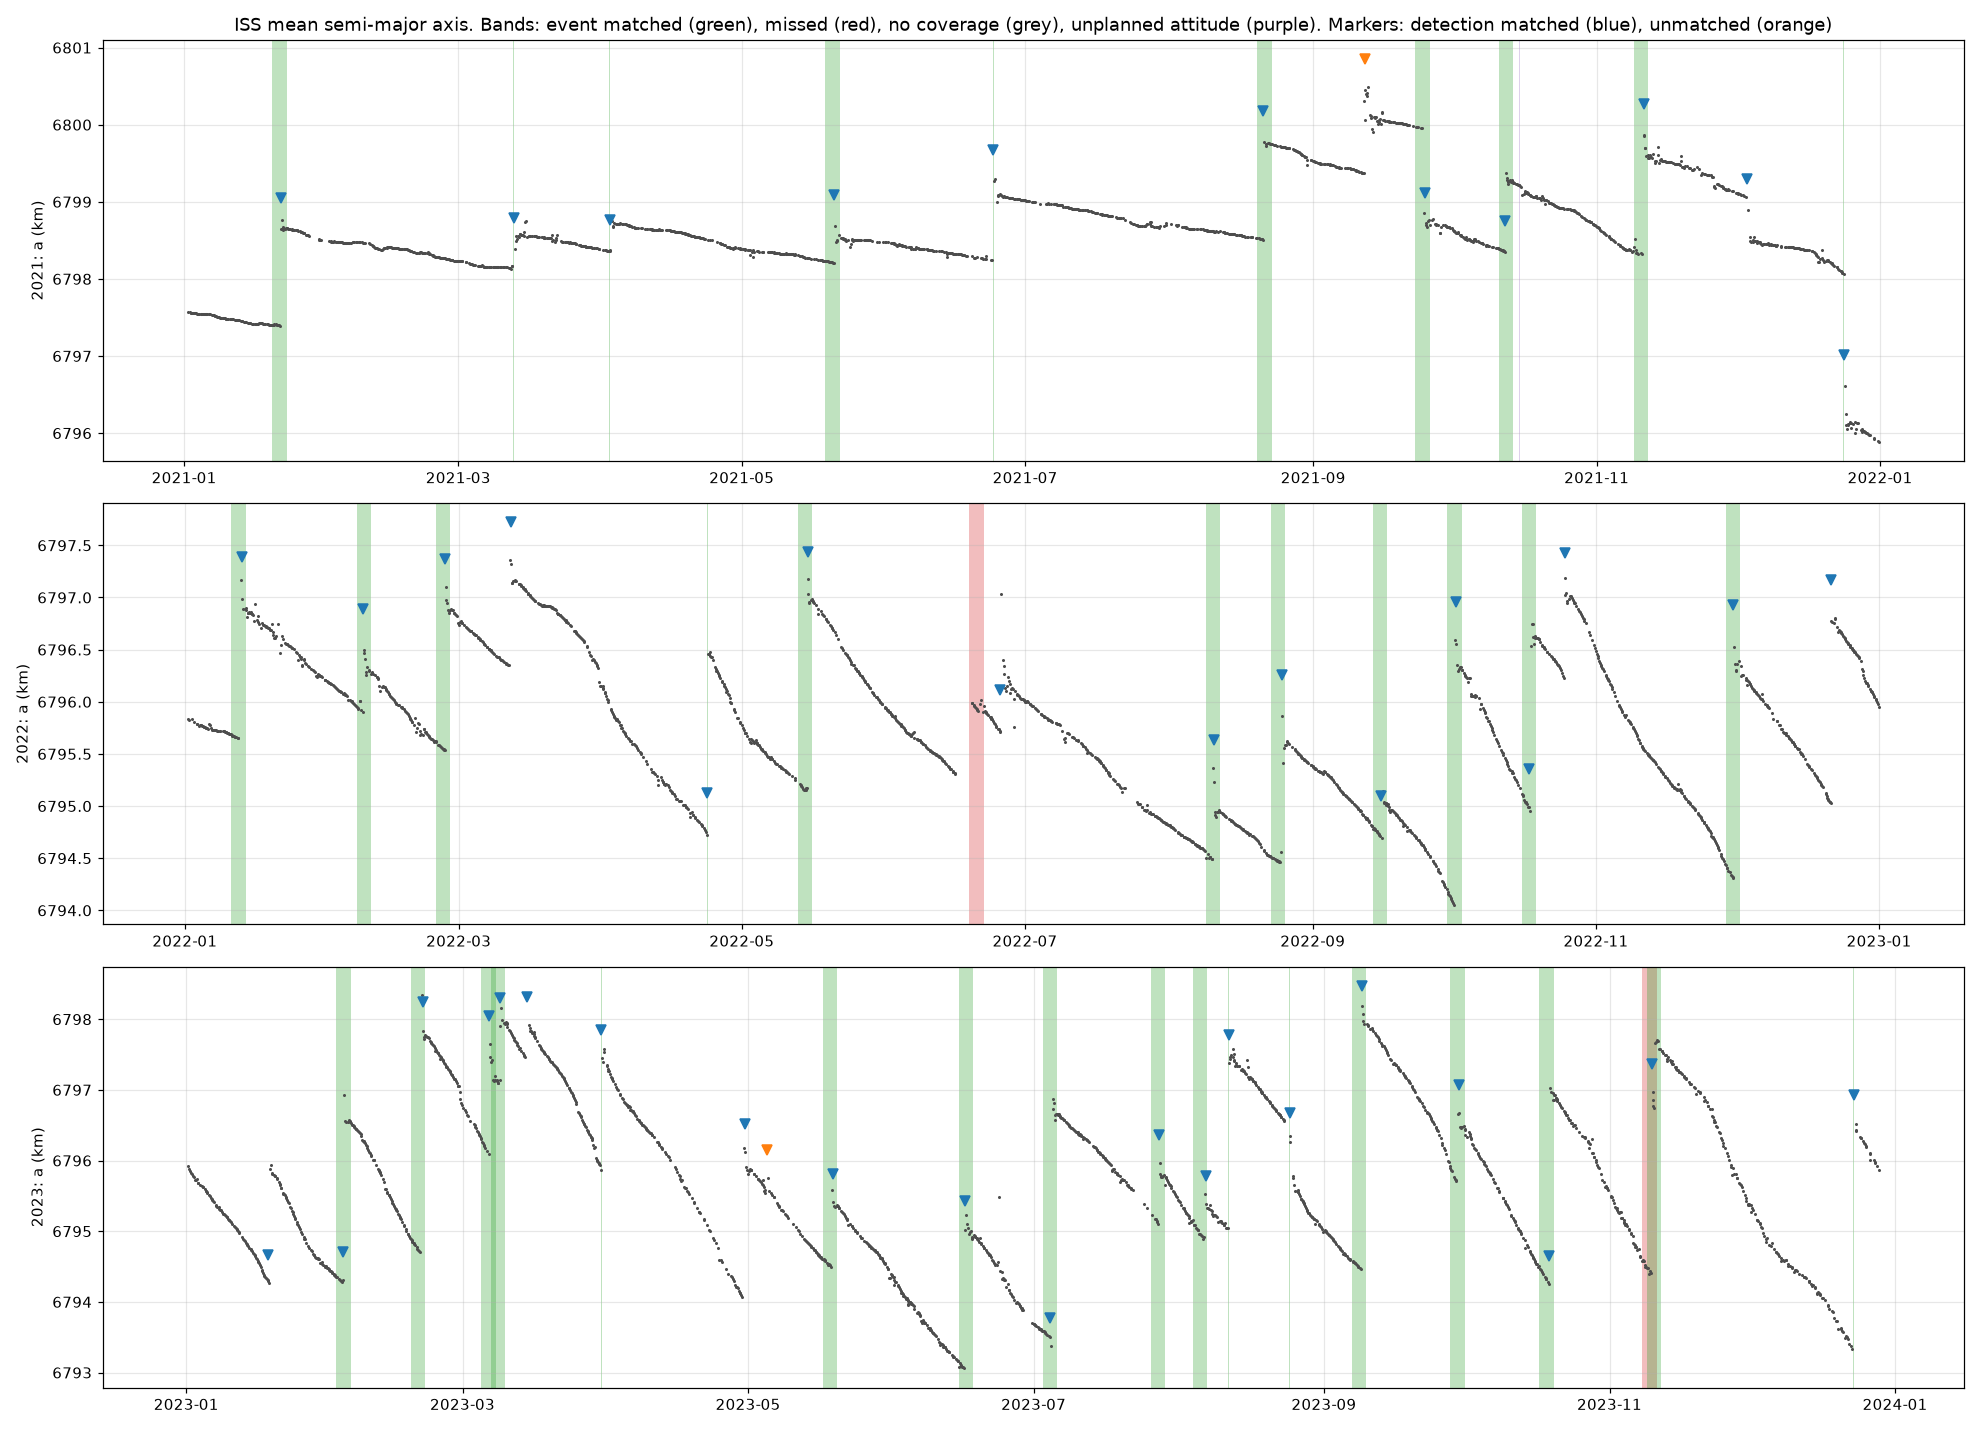 ISS mean semi-major axis. Bands: event matched (green), missed (red), no coverage (grey), unplanned attitude (purple). Markers: detection matched (blue), unmatched (orange)
2021: a (km)
6801
6800
6799
6798
6797
6796
2021-01 2021-03 2021-05 2021-07 2021-09 2021-11 2022-01
2022: a (km)
6797.5
6797.0
6796.5
6796.0
6795.5
6795.0
6794.5
6794.0
2022-01 2022-03 2022-05 2022-07 2022-09 2022-11 2023-01
2023: a (km)
6798
6797
6796
6795
6794
6793
2023-01 2023-03 2023-05 2023-07 2023-09 2023-11 2024-01